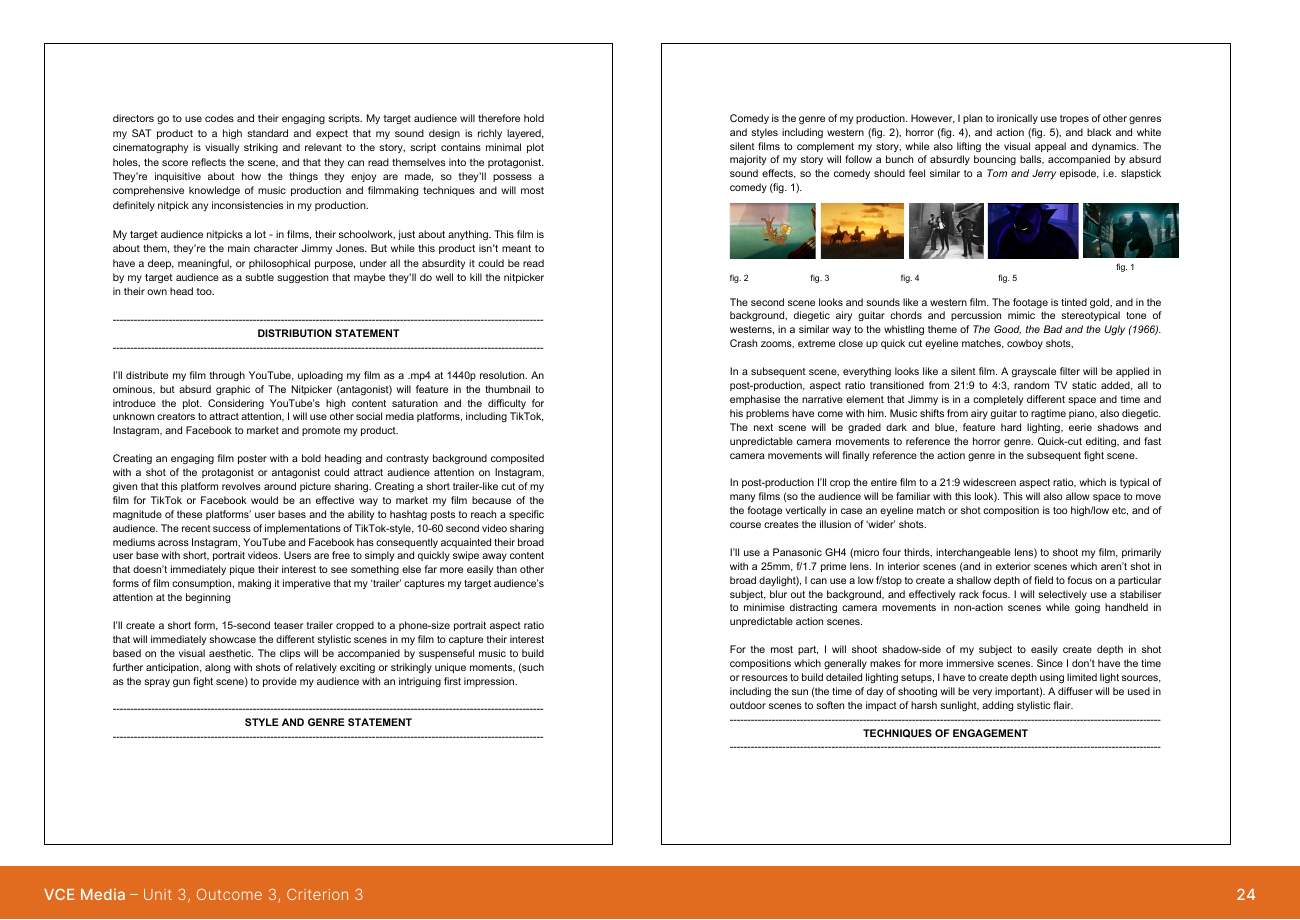 directors go to use codes and their engaging scripts. My target audience will therefore hold
my SAT product to a high standard and expect that my sound design is richly layered,
cinematography is visually striking and relevant to the story, script contains minimal plot
holes, the score reflects the scene, and that they can read themselves into the protagonist.
They're inquisitive about how the things they enjoy are made, so they'll possess a
comprehensive knowledge of music production and filmmaking techniques and will most
definitely nitpick any inconsistencies in my production.
My target audience nitpicks a lot - in films, their schoolwork, just about anything. This film is
about them, they're the main character Jimmy Jones. But while this product isn't meant to
have a deep, meaningful, or philosophical purpose, under all the absurdity it could be read
by my target audience as a subtle suggestion that maybe they'll do well to kill the nitpicker
in their own head too.
DISTRIBUTION STATEMENT
I'll distribute my film through YouTube, uploading my film as a .mp4 at 1440p resolution. An
ominous, but absurd graphic of The Nitpicker (antagonist) will feature in the thumbnail to
introduce the plot. Considering YouTube's high content saturation and the difficulty for
unknown creators to attract attention, I will use other social media platforms, including TikTok,
Instagram, and Facebook to market and promote my product.
Creating an engaging film poster with a bold heading and contrasty background composited
with a shot of the protagonist or antagonist could attract audience attention on Instagram,
given that this platform revolves around picture sharing. Creating a short trailer-like cut of my
film for TikTok or Facebook would be an effective way to market my film because of the
magnitude of these platforms' user bases and the ability to hashtag posts to reach a specific
audience. The recent success of implementations of TikTok-style, 10-60 second video sharing
mediums across Instagram, YouTube and Facebook has consequently acquainted their broad
user base with short, portrait videos. Users are free to simply and quickly swipe away content
that doesn't immediately pique their interest to see something else far more easily than other
forms of film consumption, making it imperative that my 'trailer' captures my target audience's
attention at the beginning
I'll create a short form, 15-second teaser trailer cropped to a phone-size portrait aspect ratio
that will immediately showcase the different stylistic scenes in my film to capture their interest
based on the visual aesthetic. The clips will be accompanied by suspenseful music to build
further anticipation, along with shots of relatively exciting or strikingly unique moments, (such
as the spray gun fight scene) to provide my audience with an intriguing first impression.
STYLE AND GENRE STATEMENT
Comedy is the genre of my production. However, I plan to ironically use tropes of other genres
and styles including western (fig. 2), horror (fig. 4), and action (fig. 5), and black and white
silent films to complement my story, while also lifting the visual appeal and dynamics. The
majority of my story will follow a bunch of absurdly bouncing balls, accompanied by absurd
sound effects, so the comedy should feel similar to a Tom and Jerry episode, i.e. slapstick
comedy (fig. 1).
fig. 1
fig. 2 fig. 3 fig. 4 fig. 5
The second scene looks and sounds like a western film. The footage is tinted gold, and in the
background, diegetic airy guitar chords and percussion mimic the stereotypical tone of
westerns, in a similar way to the whistling theme of The Good, the Bad and the Ugly (1966).
Crash zooms, extreme close up quick cut eyeline matches, cowboy shots,
In a subsequent scene, everything looks like a silent film. A grayscale filter will be applied in
post-production, aspect ratio transitioned from 21:9 to 4:3, random TV static added, all to
emphasise the narrative element that Jimmy is in a completely different space and time and
his problems have come with him. Music shifts from airy guitar to ragtime piano, also diegetic.
The next scene will be graded dark and blue, feature hard lighting, eerie shadows and
unpredictable camera movements to reference the horror genre. Quick-cut editing, and fast
camera movements will finally reference the action genre in the subsequent fight scene.
In post-production I'll crop the entire film to a 21:9 widescreen aspect ratio, which is typical of
many films (so the audience will be familiar with this look). This will also allow space to move
the footage vertically in case an eyeline match or shot composition is too high/low etc, and of
course creates the illusion of 'wider' shots.
I'll use a Panasonic GH4 (micro four thirds, interchangeable lens) to shoot my film, primarily
with a 25mm, f/1.7 prime lens. In interior scenes (and in exterior scenes which aren't shot in
broad daylight), I can use a low f/stop to create a shallow depth of field to focus on a particular
subject, blur out the background, and effectively rack focus. I will selectively use a stabiliser
to minimise distracting camera movements in non-action scenes while going handheld in
unpredictable action scenes.
For the most part, I will shoot shadow-side of my subject to easily create depth in shot
compositions which generally makes for more immersive scenes. Since I don't have the time
or resources to build detailed lighting setups, I have to create depth using limited light sources,
including the sun (the time of day of shooting will be very important). A diffuser will be used in
outdoor scenes to soften the impact of harsh sunlight, adding stylistic flair.
TECHNIQUES OF ENGAGEMENT
VCE Media – Unit 3, Outcome 3, Criterion 3
24